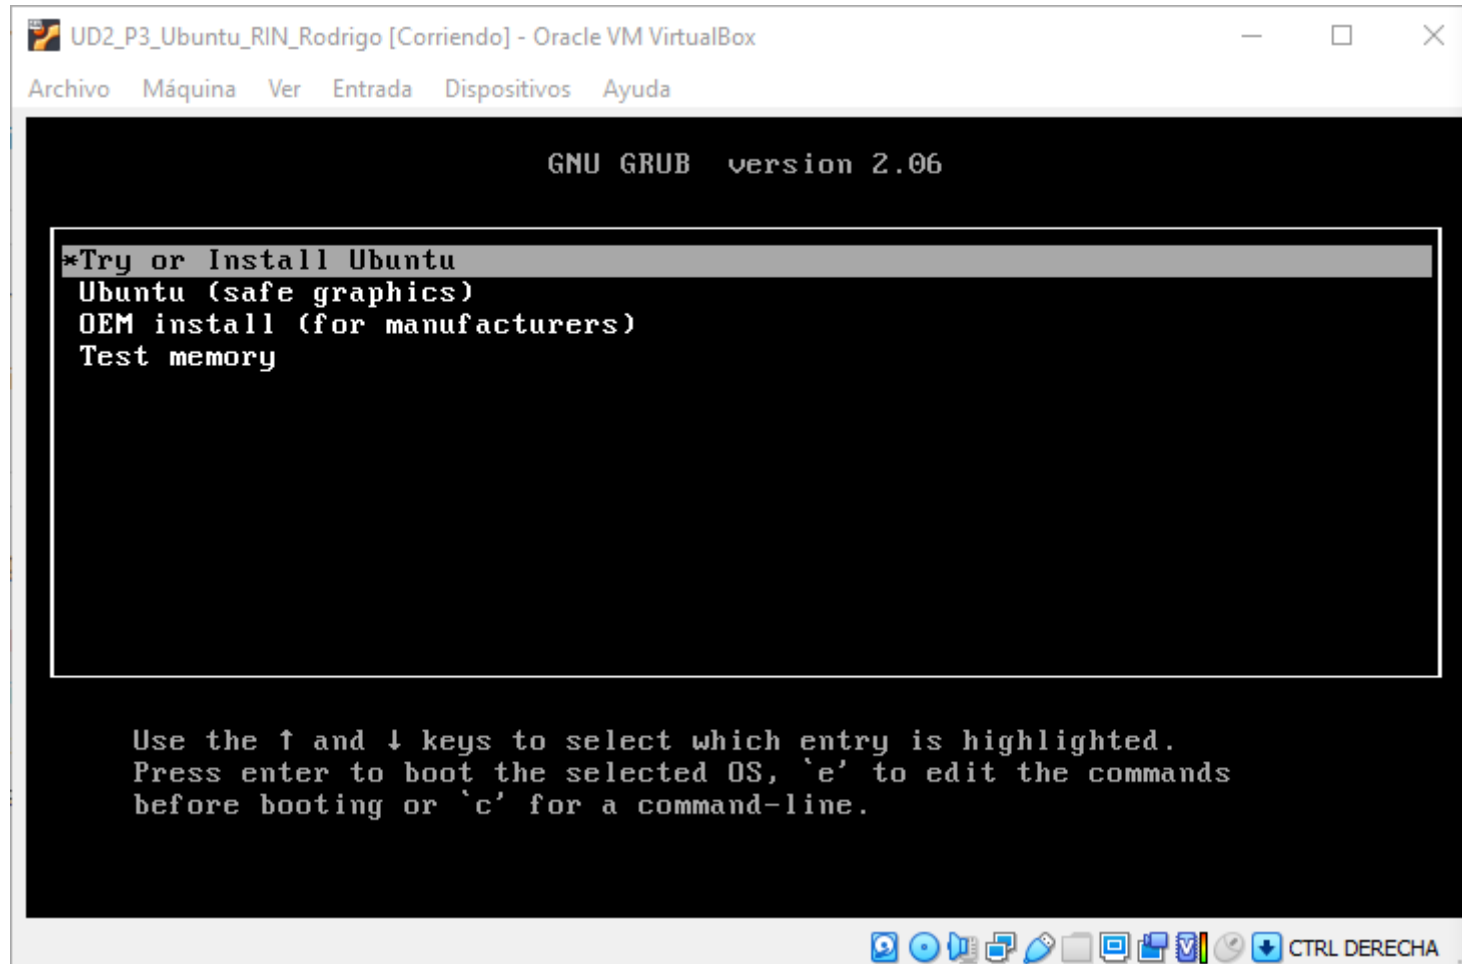 UD2_P3_Ubuntu_RIN_Rodrigo [Corriendo] - Oracle VM VirtualBox
Archivo Máquina Ver Entrada Dispositivos Ayuda
GNU GRUB version 2.06
*Try or Install Ubuntu
Ubuntu (safe graphics)
OEM install (for manufacturers)
Test memory
Use the ↑ and ↓ keys to select which entry is highlighted.
Press enter to boot the selected OS, `e' to edit the commands
before booting or `c' for a command-line.
CTRL DERECHA